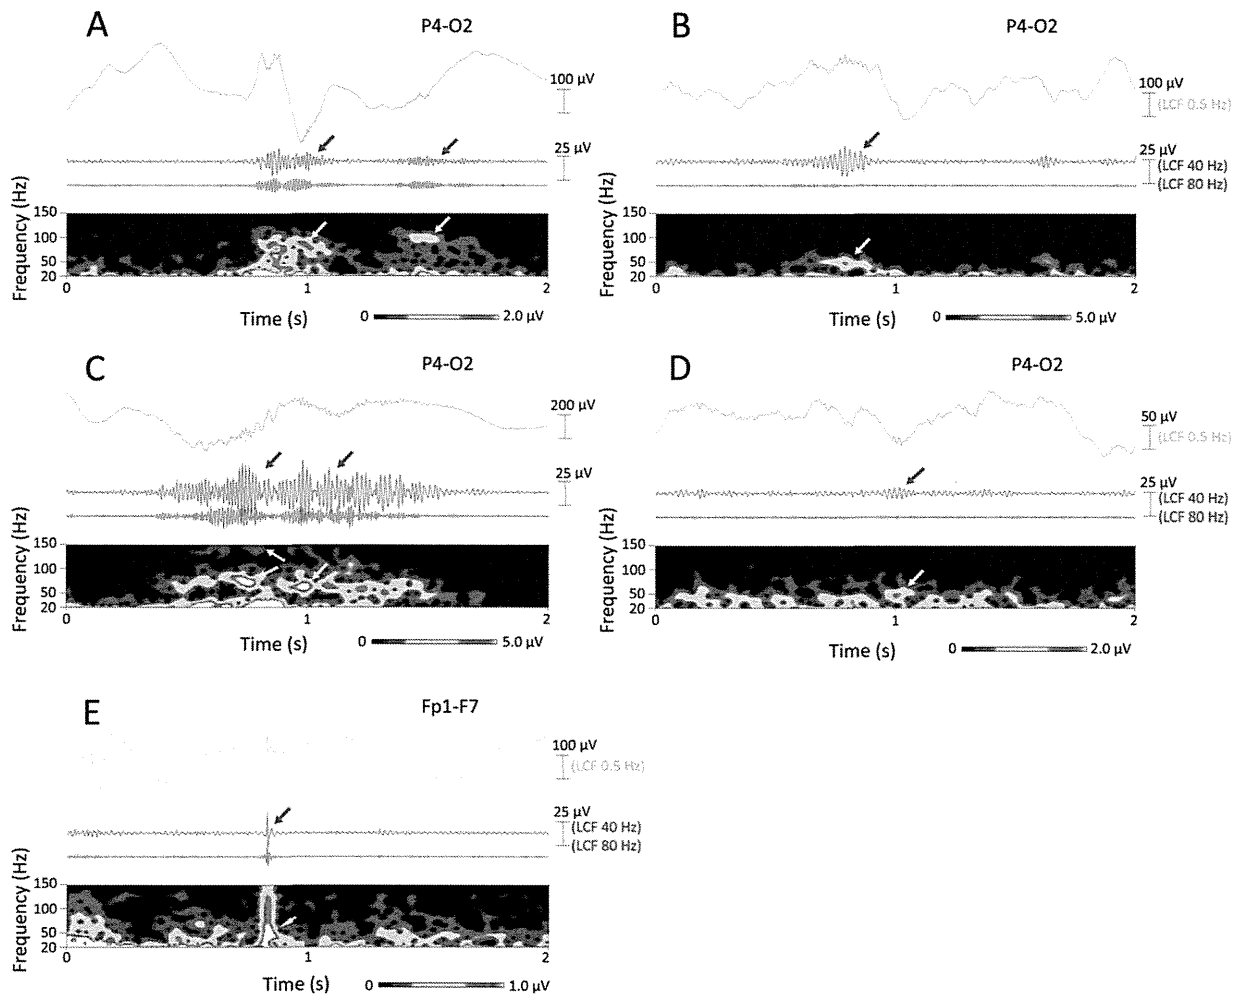 A
P4-O2
100 µV
25 µV
Frequency (Hz)
150
100
50
20
0
1
2
Time (s)
0
2.0 µV
B
P4-O2
100 µV
(LCF 0.5 Hz)
25 µV
(LCF 40 Hz)
(LCF 80 Hz)
Frequency (Hz)
150
100
50
20
0
1
2
Time (s)
0
5.0 µV
C
P4-O2
200 µV
25 µV
Frequency (Hz)
150
100
50
20
0
1
2
Time (s)
0
5.0 µV
D
P4-O2
50 µV
(LCF 0.5 Hz)
25 µV
(LCF 40 Hz)
(LCF 80 Hz)
Frequency (Hz)
150
100
50
20
0
1
2
Time (s)
0
2.0 µV
E
Fp1-F7
100 µV
(LCF 0.5 Hz)
25 µV
(LCF 40 Hz)
(LCF 80 Hz)
Frequency (Hz)
150
100
50
20
0
1
2
Time (s)
0
1.0 µV